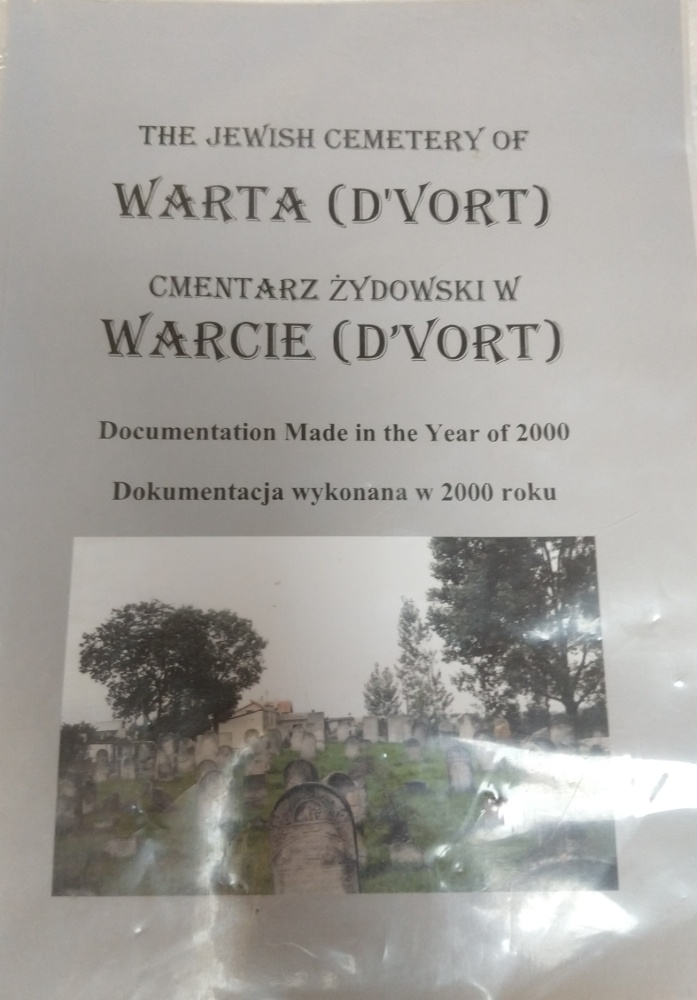 THE JEWISH CEMETERY OF
WARTA (D'VORT)
CMENTARZ ŻYDOWSKI W
WARCIE (D'VORT)
Documentation Made in the Year of 2000
Dokumentacja wykonana w 2000 roku